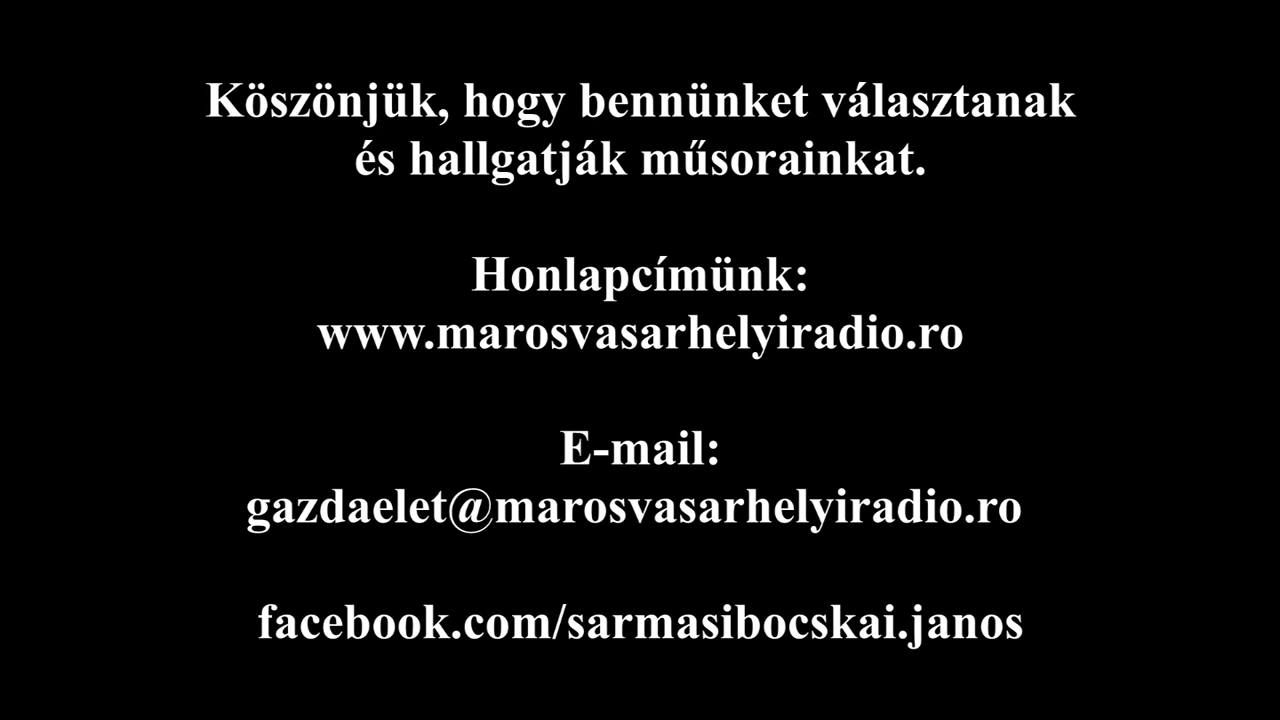 Köszönjük, hogy bennünket választanak
és hallgatják műsorainkat.
Honlapcímünk:
www.marosvasarhelyiradio.ro
E-mail:
gazdaelet@marosvasarhelyiradio.ro
facebook.com/sarmasibocskai.janos